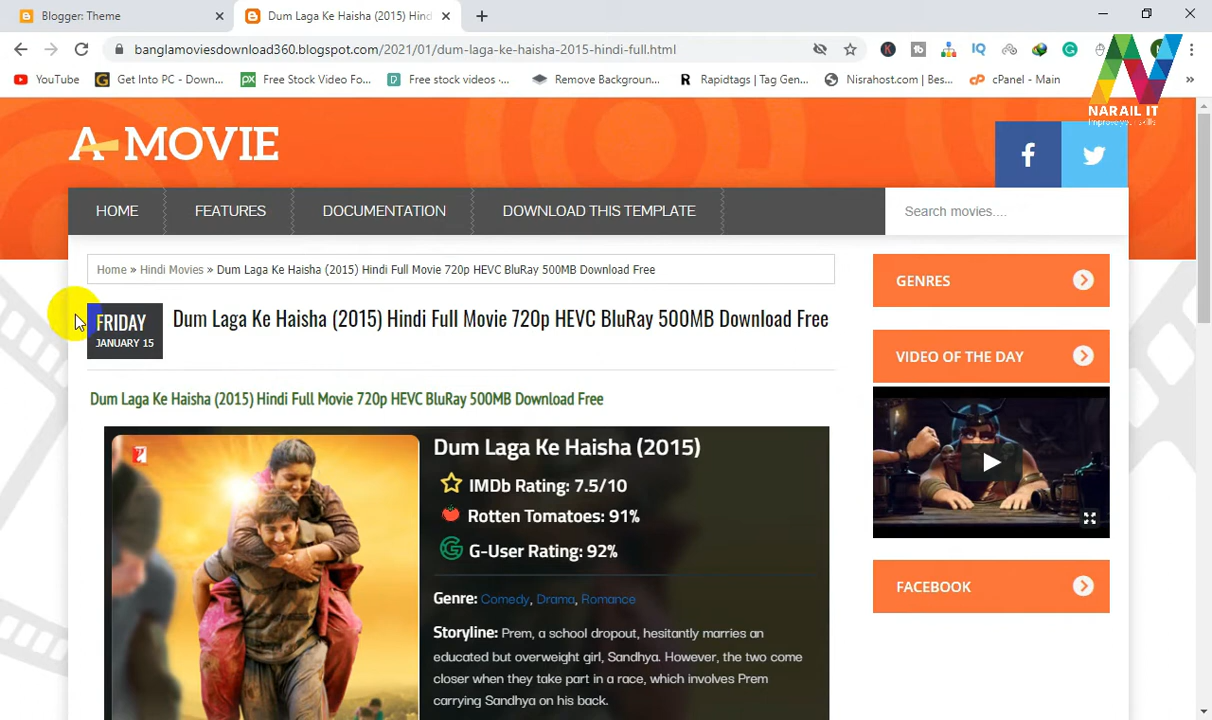 Blogger: Theme
Dum Laga Ke Haisha (2015) Hind
banglamoviesdownload360.blogspot.com/2021/01/dum-laga-ke-haisha-2015-hindi-full.html
YouTube
Get Into PC - Down...
Free Stock Video Fo...
Free stock videos -...
Remove Backgroun...
Rapidtags | Tag Gen...
Nisrahost.com | Bes...
cPanel - Main
NARAIL IT
Improve your skills
A-MOVIE
HOME
FEATURES
DOCUMENTATION
DOWNLOAD THIS TEMPLATE
Search movies....
Home » Hindi Movies » Dum Laga Ke Haisha (2015) Hindi Full Movie 720p HEVC BluRay 500MB Download Free
FRIDAY
JANUARY 15
Dum Laga Ke Haisha (2015) Hindi Full Movie 720p HEVC BluRay 500MB Download Free
Dum Laga Ke Haisha (2015) Hindi Full Movie 720p HEVC BluRay 500MB Download Free
Dum Laga Ke Haisha (2015)
IMDb Rating: 7.5/10
Rotten Tomatoes: 91%
G-User Rating: 92%
Genre: Comedy, Drama, Romance
Storyline: Prem, a school dropout, hesitantly marries an
educated but overweight girl, Sandhya. However, the two come
closer when they take part in a race, which involves Prem
carrying Sandhya on his back.
GENRES
VIDEO OF THE DAY
FACEBOOK